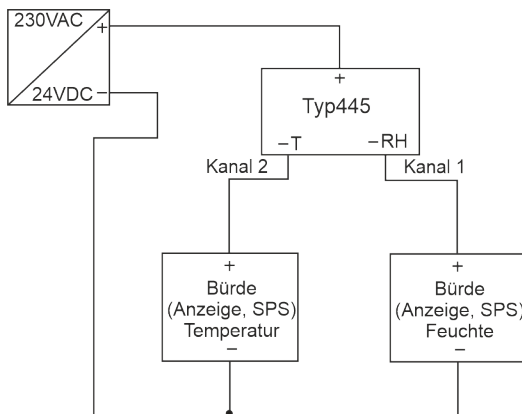 230VAC
+
24VDC
−
+
Typ445
−T
−RH
Kanal 2
Kanal 1
+
Bürde
(Anzeige, SPS)
Temperatur
−
+
Bürde
(Anzeige, SPS)
Feuchte
−